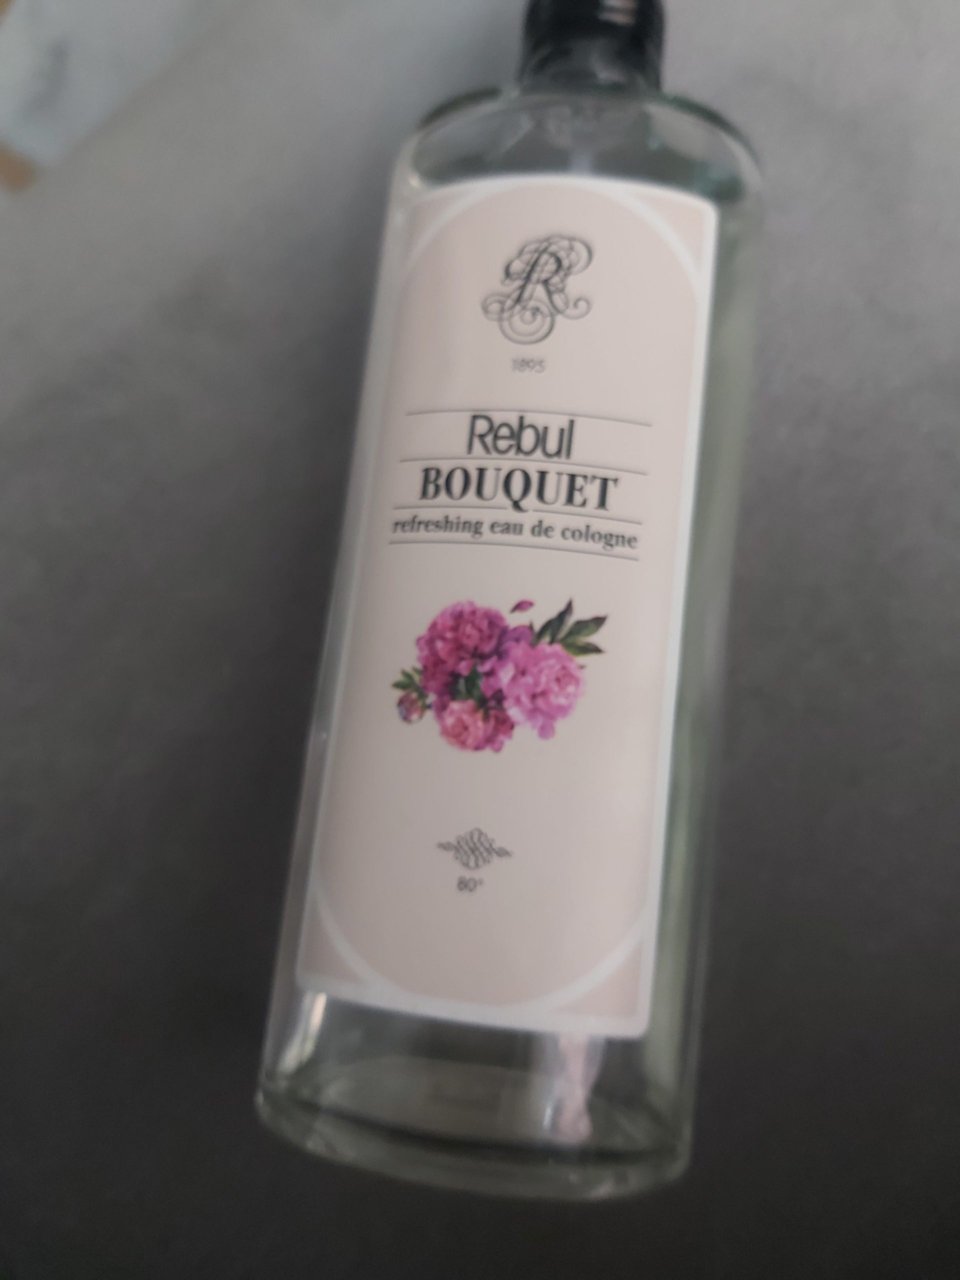 R
1895
Rebul
BOUQUET
refreshing eau de cologne
80°